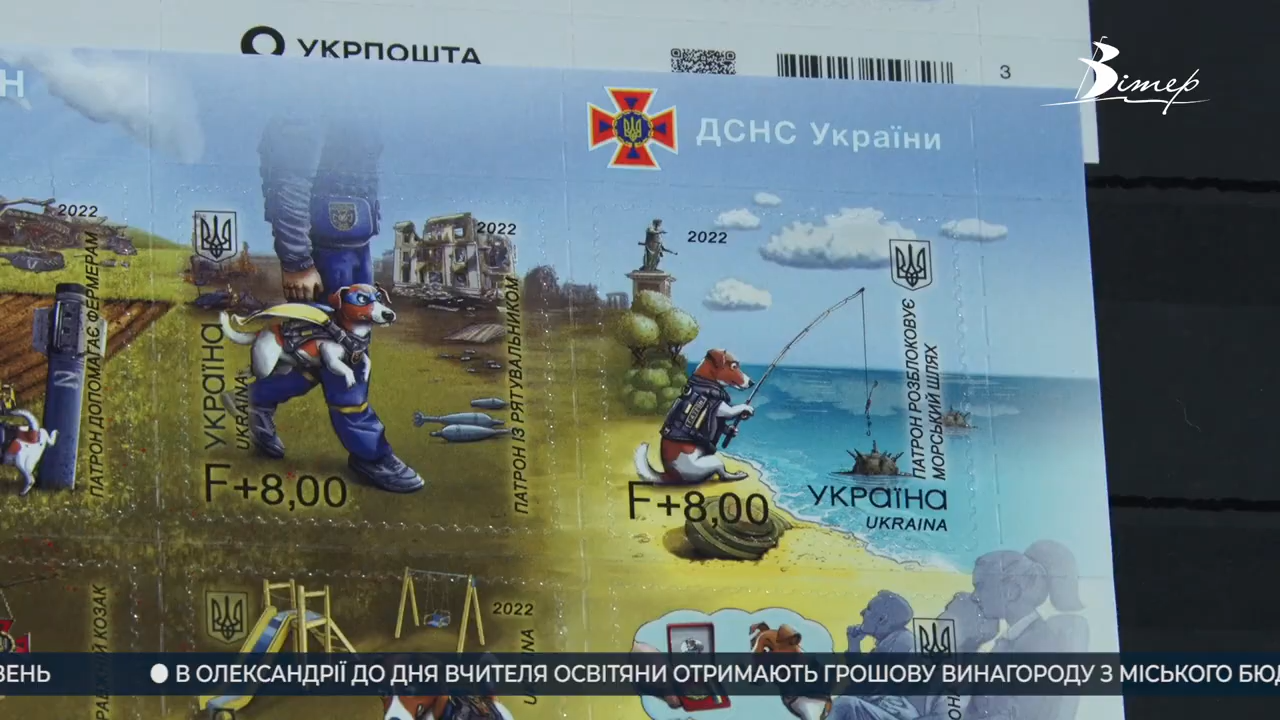 УКРПОШТА
3
Вітер
Н
ДСНС України
2022
ПАТРОН ДОПОМАГАЄ ФЕРМЕРАМ
2022
Україна
UKRAINA
F+8,00
ПАТРОН ІЗ РЯТУВАЛЬНИКОМ
2022
ПАТРОН РОЗБЛОКОВУЄ
МОРСЬКИЙ ШЛЯХ
F+8,00
Україна
UKRAINA
КОЗАК
2022
ВЕНЬ
В ОЛЕКСАНДРІЇ ДО ДНЯ ВЧИТЕЛЯ ОСВІТЯНИ ОТРИМАЮТЬ ГРОШОВУ ВИНАГОРОДУ З МІСЬКОГО БЮД